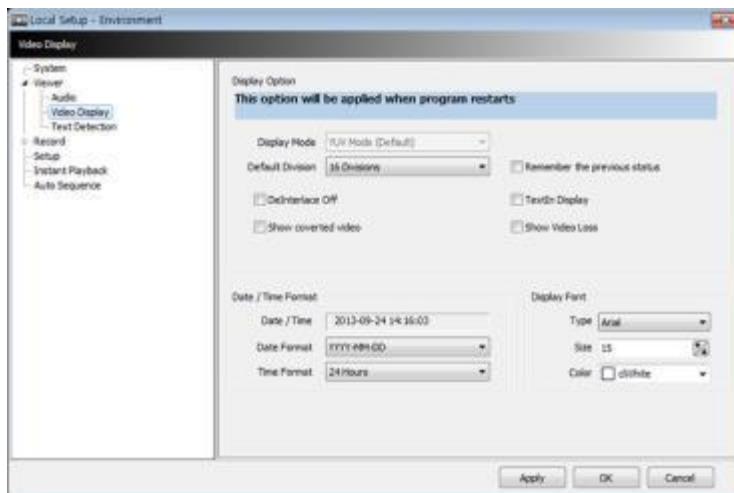 Local Setup - Environment
Video Display
System
Viewer
Audio
Video Display
Text Detection
Record
Setup
Instant Playback
Auto Sequence
Display Option
This option will be applied when program restarts
Display Mode YUV Mode (Default)
Default Division 16 Divisions Remember the previous status
DeInterlace Off TextIn Display
Show coverted video Show Video Loss
Date / Time Format Display Font
Date / Time 2013-09-24 14:16:03 Type Arial
Date Format YYYY-MM-DD Size 15
Time Format 24 Hours Color clWhite
Apply OK Cancel